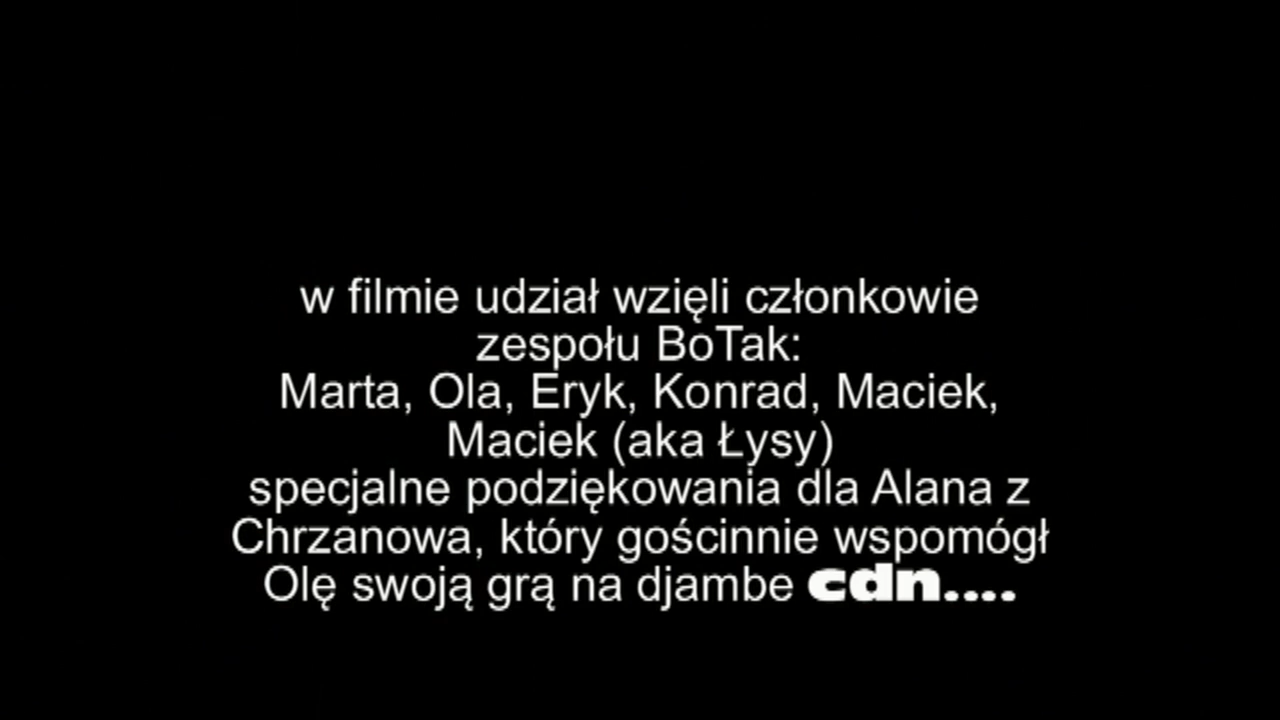 w filmie udział wzięli członkowie
zespołu BoTak:
Marta, Ola, Eryk, Konrad, Maciek,
Maciek (aka Łysy)
specjalne podziękowania dla Alana z
Chrzanowa, który gościnnie wspomógł
Olę swoją grą na djambe cdn....